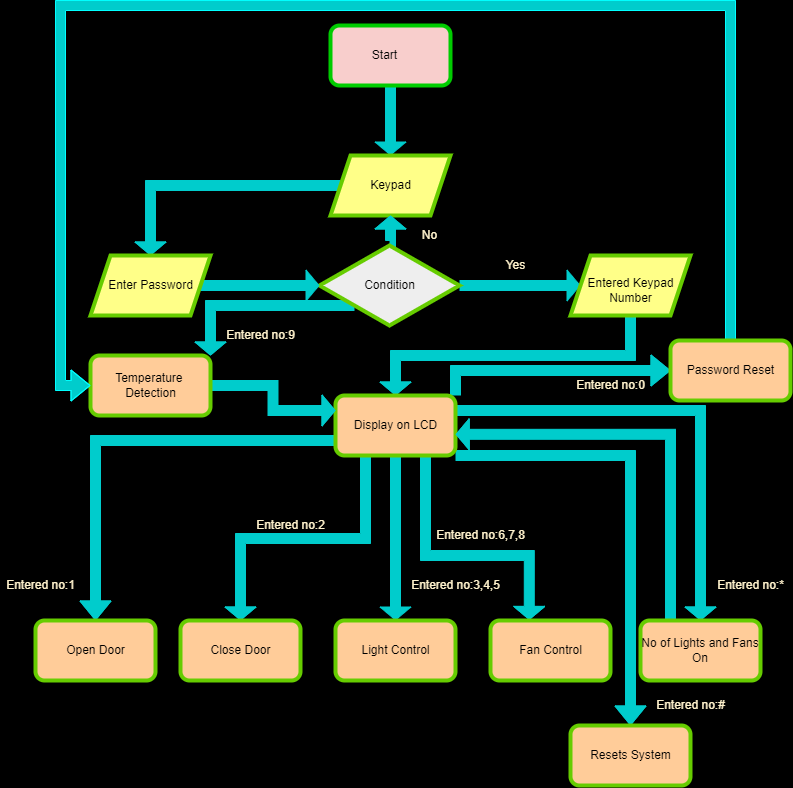 Start
Keypad
No
Yes
Enter Password
Condition
Entered Keypad
Number
Entered no:9
Temperature
Detection
Password Reset
Entered no:0
Display on LCD
Entered no:2
Entered no:6,7,8
Entered no:1
Entered no:3,4,5
Entered no:*
Open Door
Close Door
Light Control
Fan Control
No of Lights and Fans
On
Entered no:#
Resets System